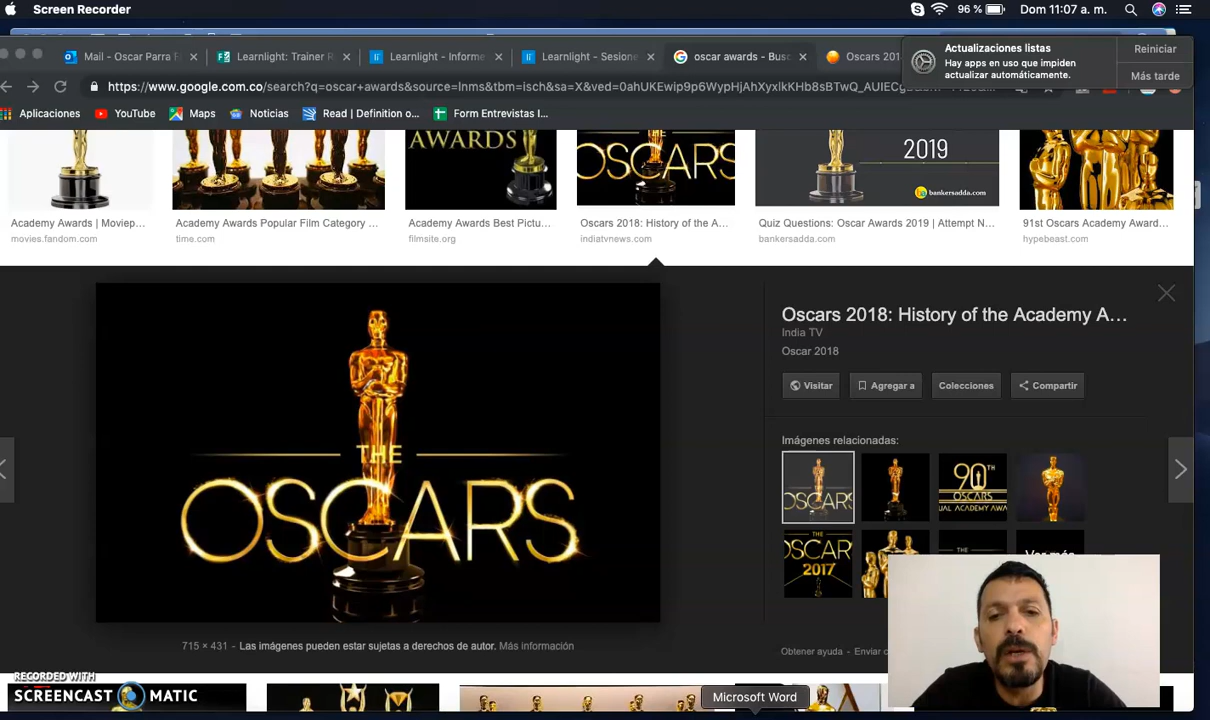 Screen Recorder
96 %
Dom 11:07 a. m.
Mail - Oscar Parra F
Learnlight: Trainer R
Learnlight - Informe
Learnlight - Sesione
oscar awards - Busc
Oscars 201
Actualizaciones listas
Hay apps en uso que impiden
actualizar automáticamente.
Reiniciar
Más tarde
https://www.google.com.co/search?q=oscar+awards&source=lnms&tbm=isch&sa=X&ved=
Aplicaciones
YouTube
Maps
Noticias
Read | Definition o...
Form Entrevistas I...
AWARDS
OSCARS
2019
bankersadda.com
Academy Awards | Moviep...
movies.fandom.com
Academy Awards Popular Film Category ...
time.com
Academy Awards Best Pictu...
filmsite.org
Oscars 2018: History of the A...
indiatvnews.com
Quiz Questions: Oscar Awards 2019 | Attempt N...
bankersadda.com
91st Oscars Academy Award...
hypebeast.com
THE
OSCARS
Oscars 2018: History of the Academy A...
India TV
Oscar 2018
Visitar
Agregar a
Colecciones
Compartir
Imágenes relacionadas:
OSCARS
90TH
OSCARS
UAL ACADEMY AWA
THE
OSCAR
2017
THE
Ver más
715 × 431 - Las imágenes pueden estar sujetas a derechos de autor. Más información
Obtener ayuda - Enviar c
RECORDED WITH
SCREENCAST MATIC
Microsoft Word